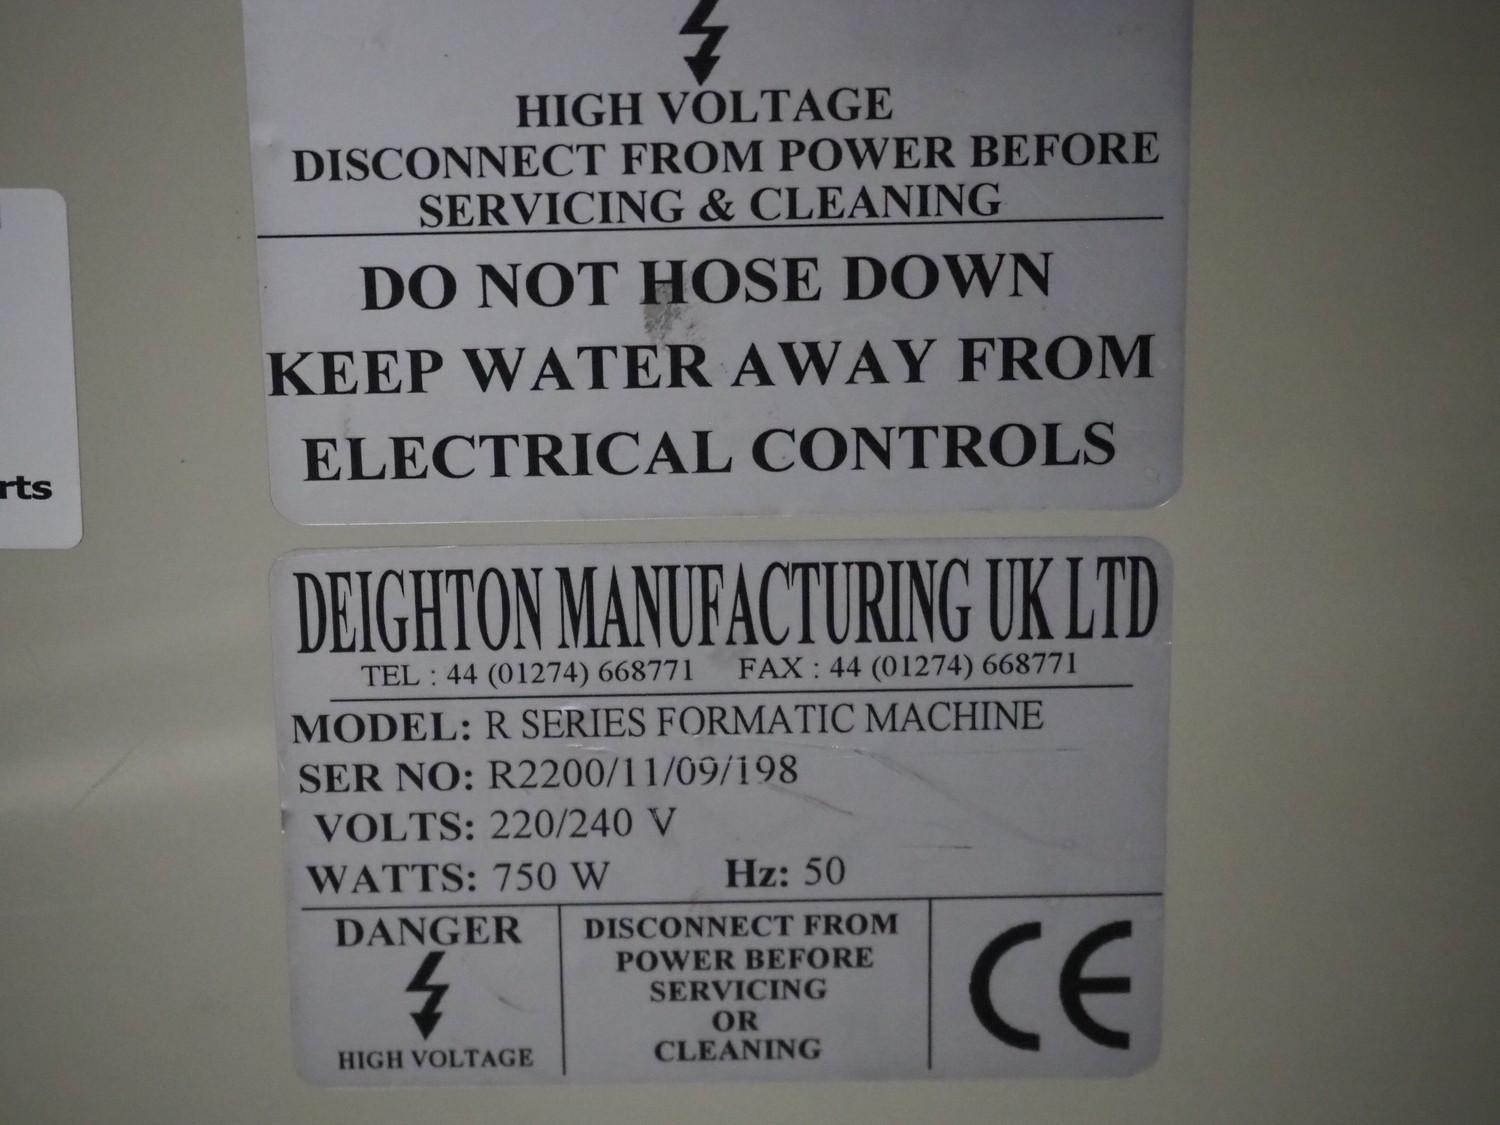 HIGH VOLTAGE
DISCONNECT FROM POWER BEFORE
SERVICING & CLEANING
DO NOT HOSE DOWN
KEEP WATER AWAY FROM
ELECTRICAL CONTROLS
rts
DEIGHTON MANUFACTURING UK LTD
TEL : 44 (01274) 668771 FAX : 44 (01274) 668771
MODEL: R SERIES FORMATIC MACHINE
SER NO: R2200/11/09/198
VOLTS: 220/240 V
WATTS: 750 W Hz: 50
DANGER
HIGH VOLTAGE
DISCONNECT FROM
POWER BEFORE
SERVICING
OR
CLEANING
CE